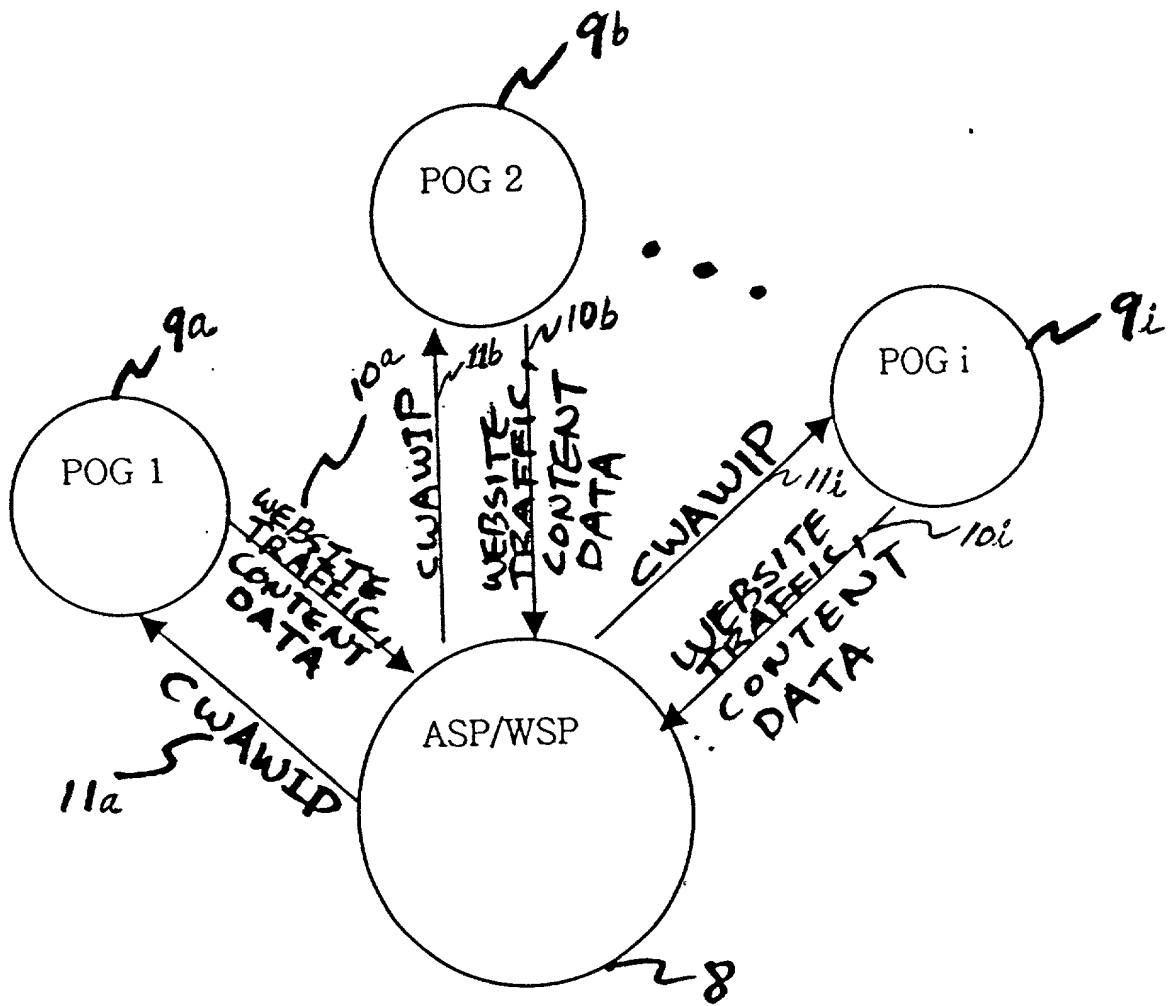 9b
POG 2
9a
10a
11b
10b
9i
POG i
POG 1
CWAWIP
WEBSITE
TRAFFIC,
CONTENT
DATA
WEBSITE
TRAFFIC,
CONTENT
DATA
CWAWIP
11i
10i
WEBSITE
TRAFFIC,
CONTENT
DATA
CWAWIP
11a
ASP/WSP
8